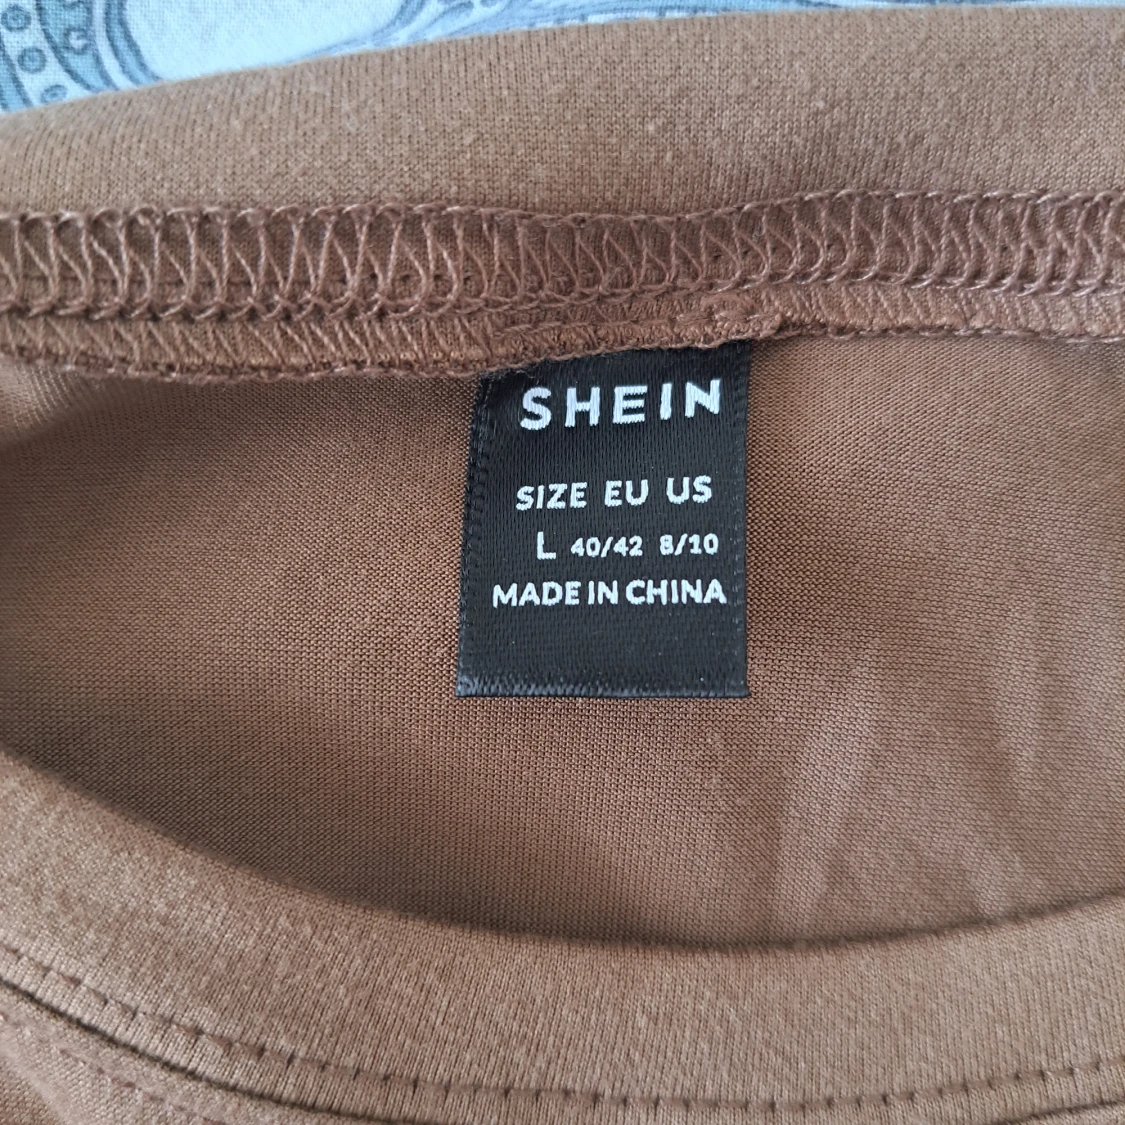 SHEIN
SIZE EU US
L 40/42 8/10
MADE IN CHINA